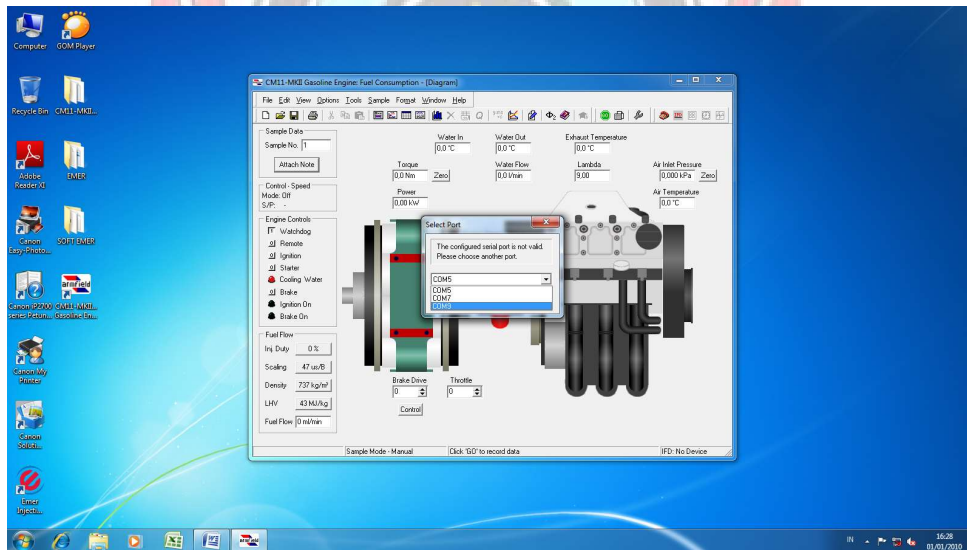 Computer
GOM Player
Recycle Bin
CM11-MKII...
Adobe
Reader XI
EMER
Canon
Easy-Photo...
SOFT EMER
Canon iP2700
series Petun...
armfield
CM11-MKII
Gasoline En...
Canon My
Printer
Canon
Soluti...
Emer
Injecti...
CM11-MKII Gasoline Engine: Fuel Consumption - [Diagram]
File Edit View Options Tools Sample Format Window Help
Sample Data
Sample No. 1
Attach Note
Control - Speed
Mode: Off
S/P: -
Engine Controls
Watchdog
Remote
Ignition
Starter
Cooling Water
Brake
Ignition On
Brake On
Fuel Flow
Inj. Duty 0 %
Scaling 47 us/B
Density 737 kg/m³
LHV 43 MJ/kg
Fuel Flow 0 ml/min
Water In
0,0 °C
Water Out
0,0 °C
Exhaust Temperature
0,0 °C
Torque
0,0 Nm Zero
Water Flow
0,0 l/min
Lambda
9,00
Air Inlet Pressure
0,000 kPa Zero
Power
0,00 kW
Air Temperature
0,0 °C
Select Port
The configured serial port is not valid.
Please choose another port.
COM5
COM5
COM7
COM9
Brake Drive
0
Throttle
0
Control
Sample Mode - Manual
Click 'GO' to record data
IFD: No Device
IN
16:28
01/01/2010